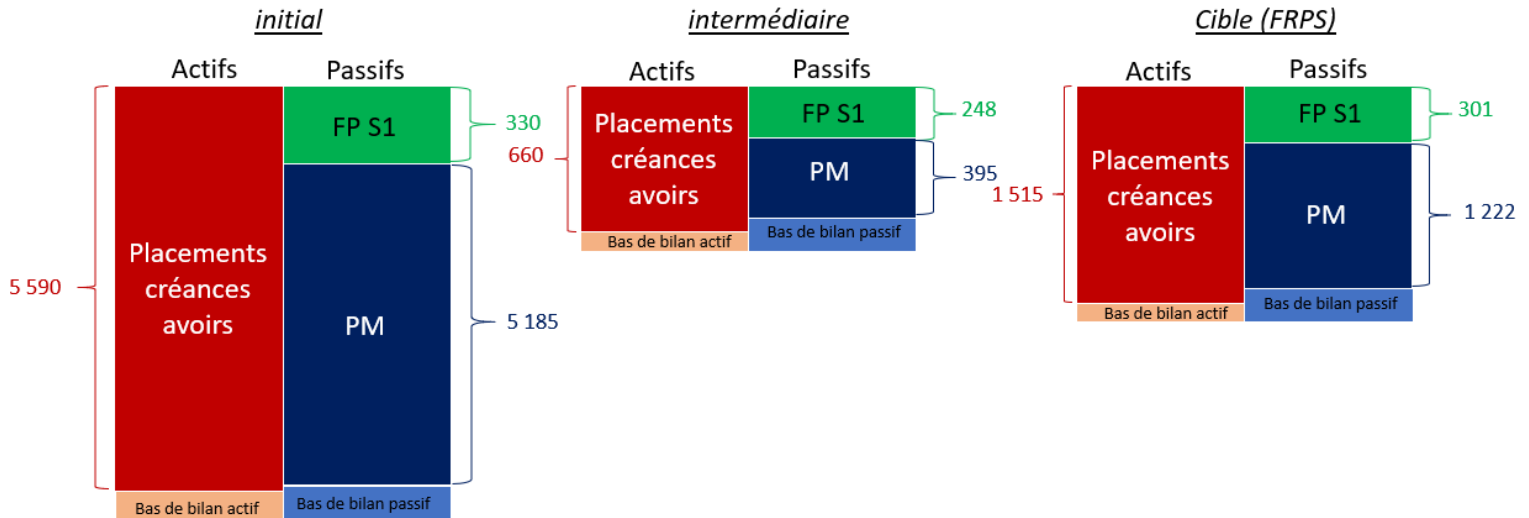 initial
Actifs
Passifs
5 590
Placements
créances
avoirs
FP S1
330
PM
5 185
Bas de bilan actif
Bas de bilan passif
intermédiaire
Actifs
Passifs
660
Placements
créances
avoirs
FP S1
248
PM
395
Bas de bilan actif
Bas de bilan passif
Cible (FRPS)
Actifs
Passifs
1 515
Placements
créances
avoirs
FP S1
301
PM
1 222
Bas de bilan actif
Bas de bilan passif